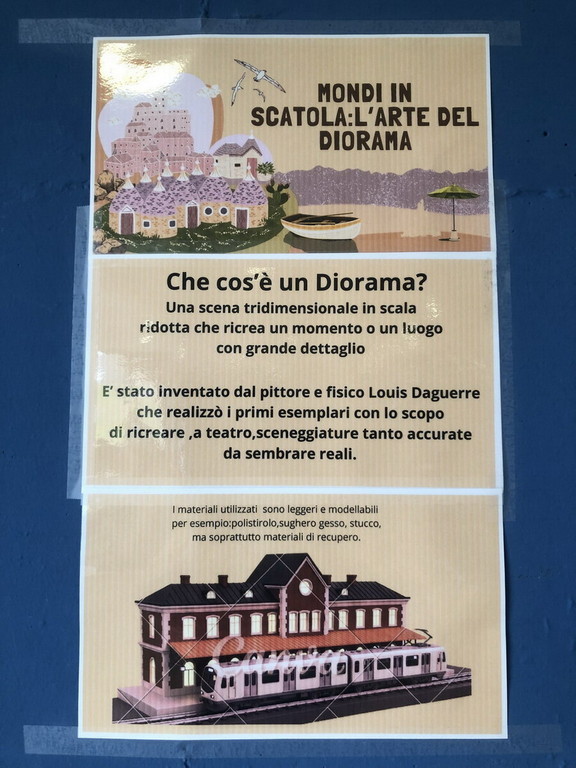 MONDI IN
SCATOLA:L'ARTE DEL
DIORAMA
Che cos'è un Diorama?
Una scena tridimensionale in scala
ridotta che ricrea un momento o un luogo
con grande dettaglio
E' stato inventato dal pittore e fisico Louis Daguerre
che realizzò i primi esemplari con lo scopo
di ricreare ,a teatro,sceneggiature tanto accurate
da sembrare reali.
I materiali utilizzati sono leggeri e modellabili
per esempio:polistirolo,sughero gesso, stucco,
ma soprattutto materiali di recupero.
Canva